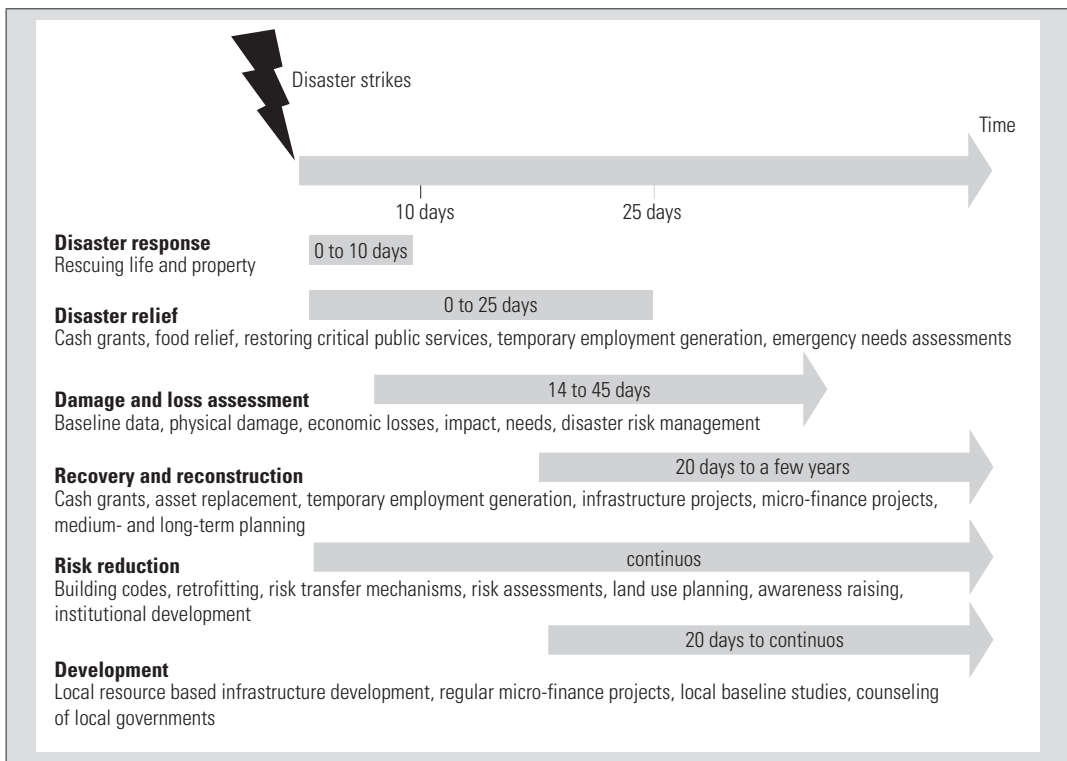 Disaster strikes
Time
10 days
25 days
Disaster response
0 to 10 days
Rescuing life and property
0 to 25 days
Disaster relief
Cash grants, food relief, restoring critical public services, temporary employment generation, emergency needs assessments
14 to 45 days
Damage and loss assessment
Baseline data, physical damage, economic losses, impact, needs, disaster risk management
20 days to a few years
Recovery and reconstruction
Cash grants, asset replacement, temporary employment generation, infrastructure projects, micro-finance projects,
medium- and long-term planning
continuos
Risk reduction
Building codes, retrofitting, risk transfer mechanisms, risk assessments, land use planning, awareness raising,
institutional development
20 days to continuos
Development
Local resource based infrastructure development, regular micro-finance projects, local baseline studies, counseling
of local governments